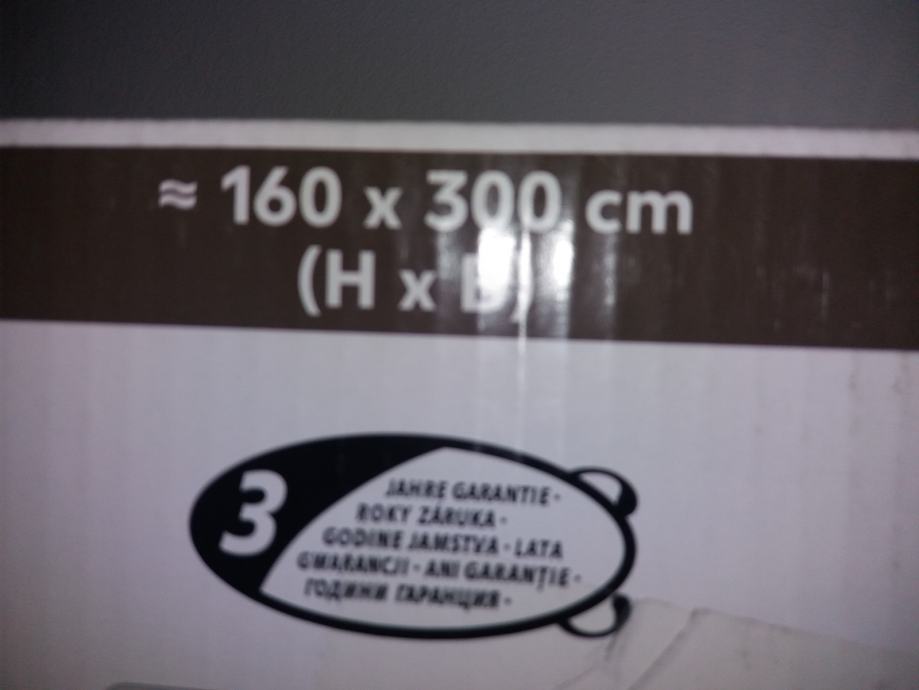 ≈ 160 x 300 cm
(H x B)
3
JAHRE GARANTIE ·
ROKY ZÁRUKA ·
GODINE JAMSTVA · LATA
GWARANCJI · ANI GARANȚIE ·
ГОДИНИ ГАРАНЦИЯ ·